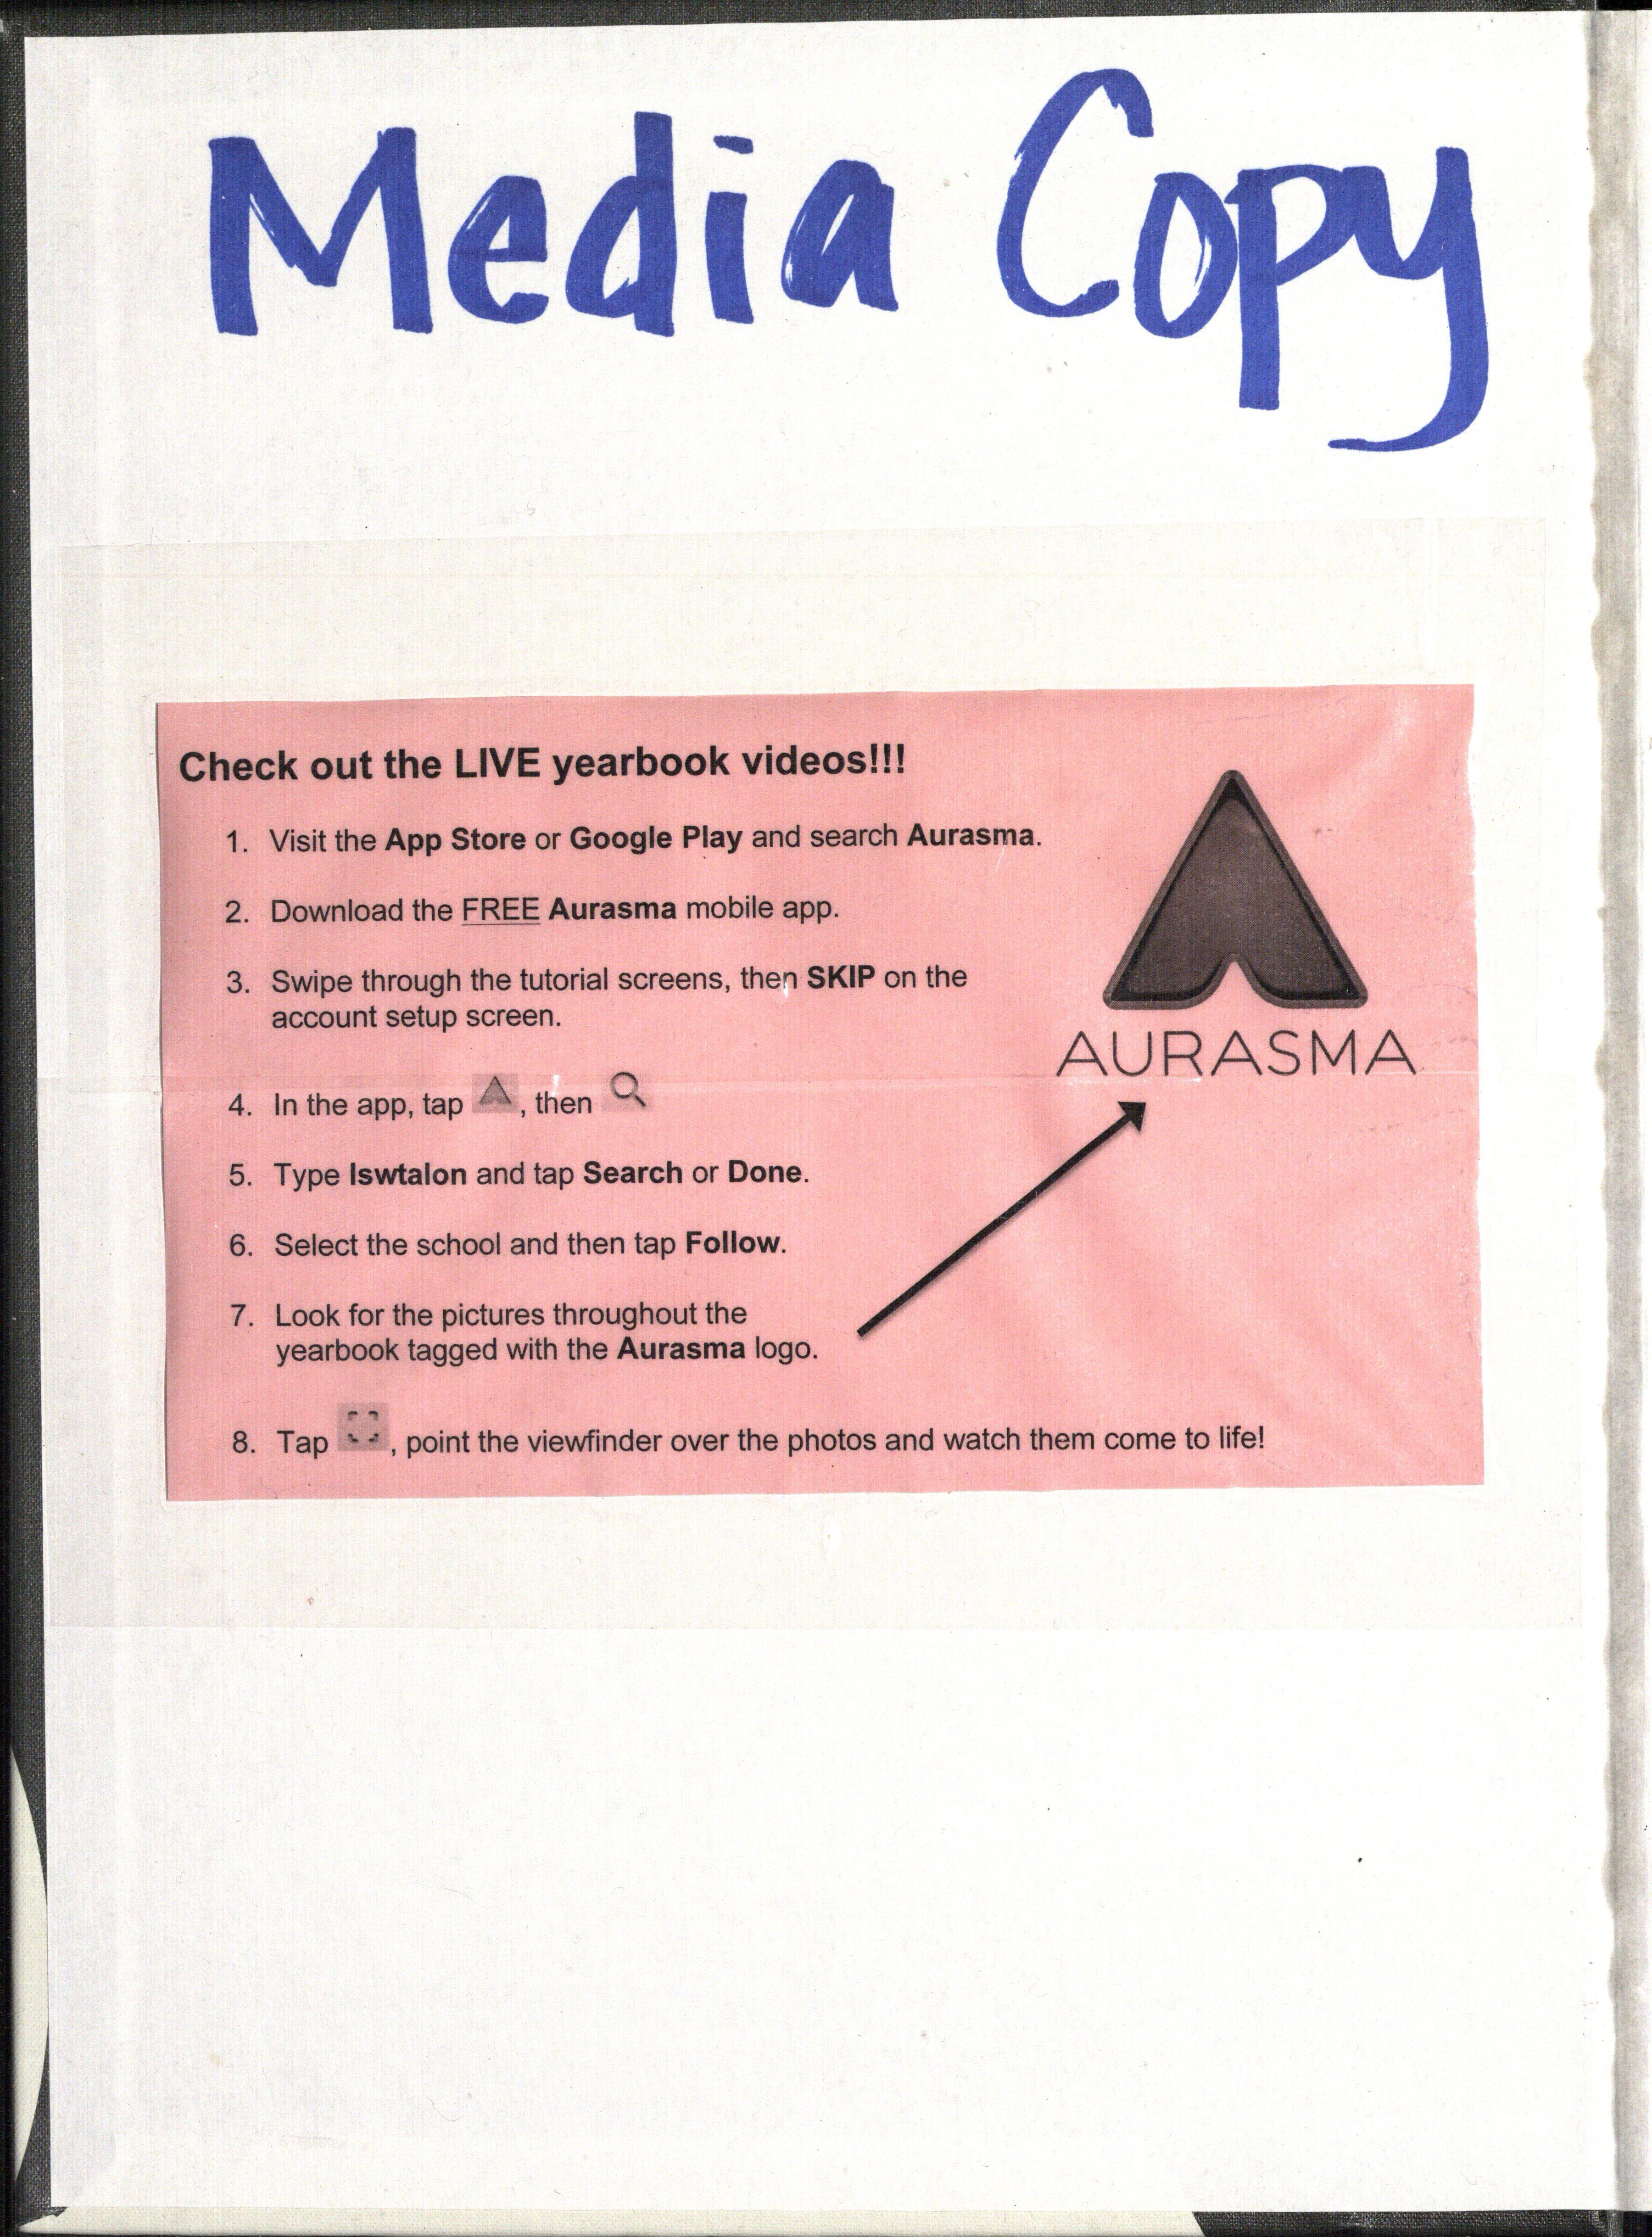 Media Copy
Check out the LIVE yearbook videos!!!
1. Visit the App Store or Google Play and search Aurasma.
2. Download the FREE Aurasma mobile app.
3. Swipe through the tutorial screens, then SKIP on the
account setup screen.
4. In the app, tap , then
5. Type lswtalon and tap Search or Done.
6. Select the school and then tap Follow.
7. Look for the pictures throughout the
yearbook tagged with the Aurasma logo.
8. Tap , point the viewfinder over the photos and watch them come to life!
AURASMA